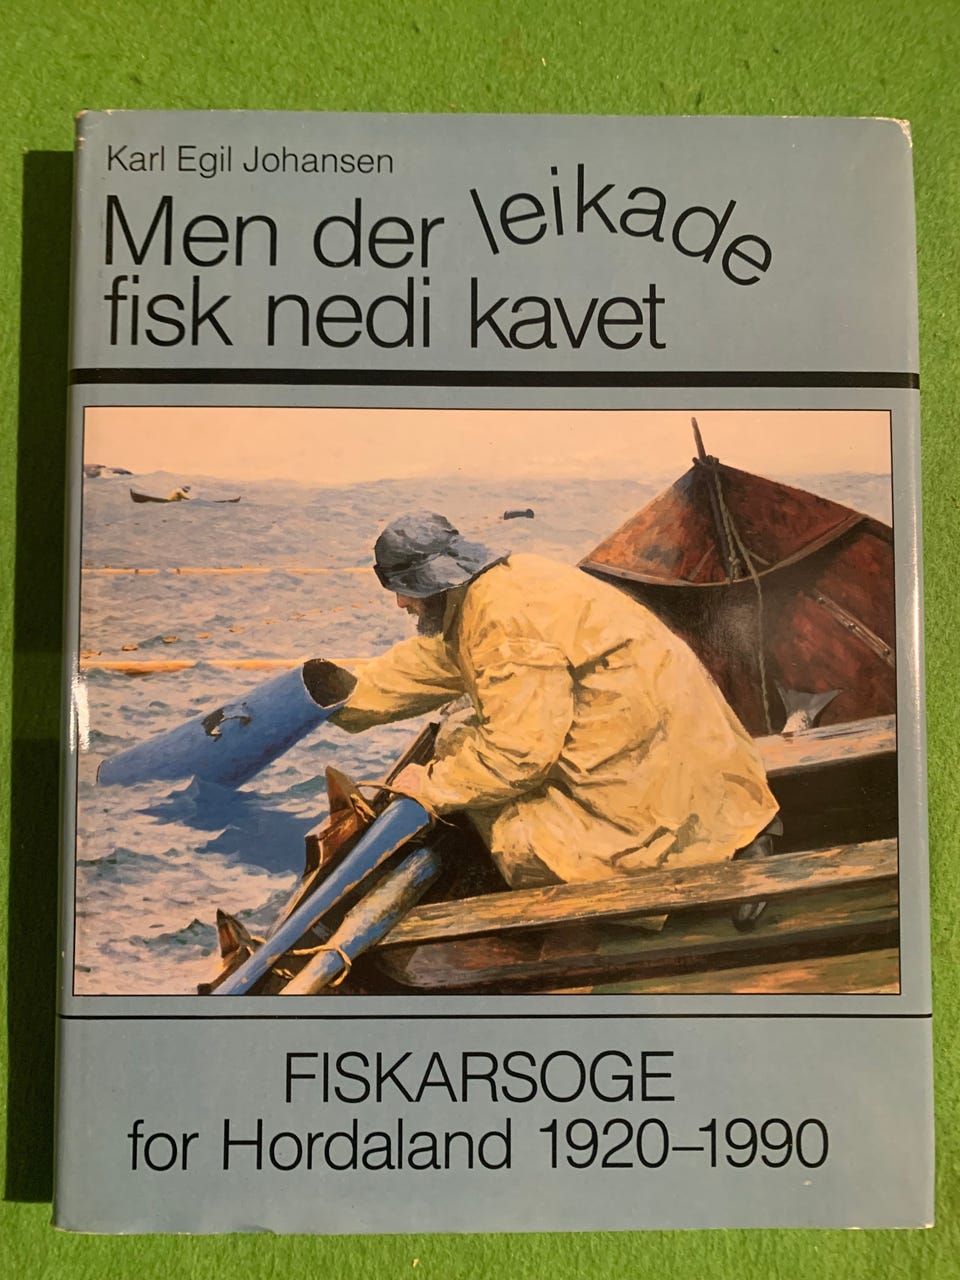 Karl Egil Johansen
Men der leikade
fisk nedi kavet
FISKARSOGE
for Hordaland 1920–1990